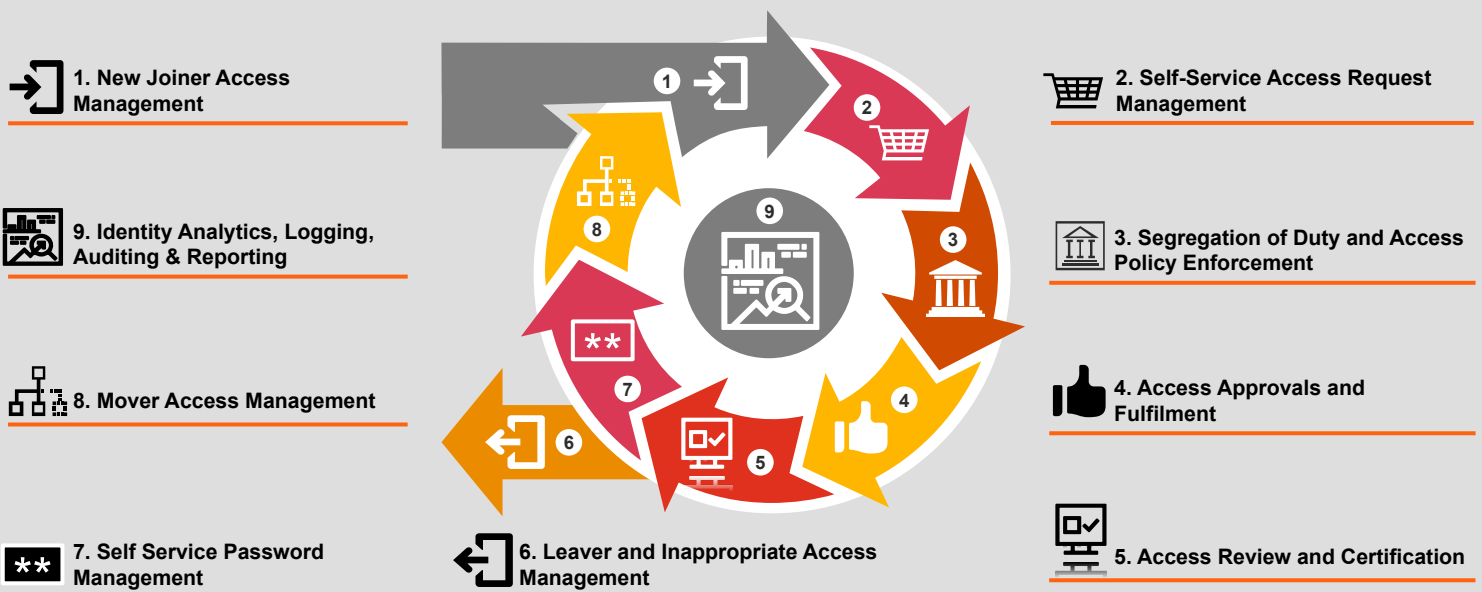 1. New Joiner Access
Management
2. Self-Service Access Request
Management
9. Identity Analytics, Logging,
Auditing & Reporting
3. Segregation of Duty and Access
Policy Enforcement
8. Mover Access Management
4. Access Approvals and
Fulfilment
7. Self Service Password
Management
6. Leaver and Inappropriate Access
Management
5. Access Review and Certification
1
2
3
4
5
6
7
8
9
**
**